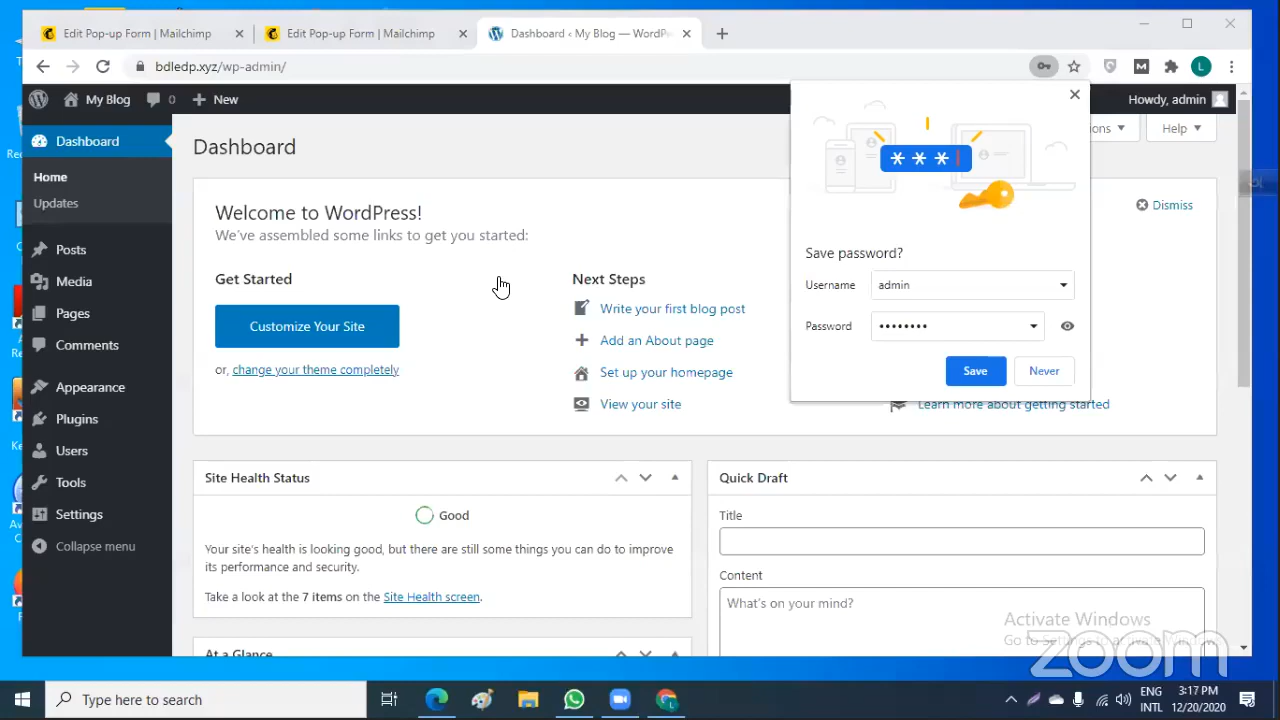 Edit Pop-up Form | Mailchimp
Edit Pop-up Form | Mailchimp
Dashboard ‹ My Blog — WordPr
bdledp.xyz/wp-admin/
M
L
My Blog
0
New
Howdy, admin
Dashboard
Home
Updates
Posts
Media
Pages
Comments
Appearance
Plugins
Users
Tools
Settings
Collapse menu
Dashboard
Help
Welcome to WordPress!
We've assembled some links to get you started:
Dismiss
Get Started
Customize Your Site
or, change your theme completely
Next Steps
Write your first blog post
Add an About page
Set up your homepage
View your site
Learn more about getting started
* * *
Save password?
Username
admin
Password
••••••••
Save
Never
Site Health Status
Good
Your site's health is looking good, but there are still some things you can do to improve
its performance and security.
Take a look at the 7 items on the Site Health screen.
At a Glance
Quick Draft
Title
Content
What's on your mind?
Activate Windows
Go to Settings to activate Windows.
zoom
Type here to search
ENG
INTL
3:17 PM
12/20/2020